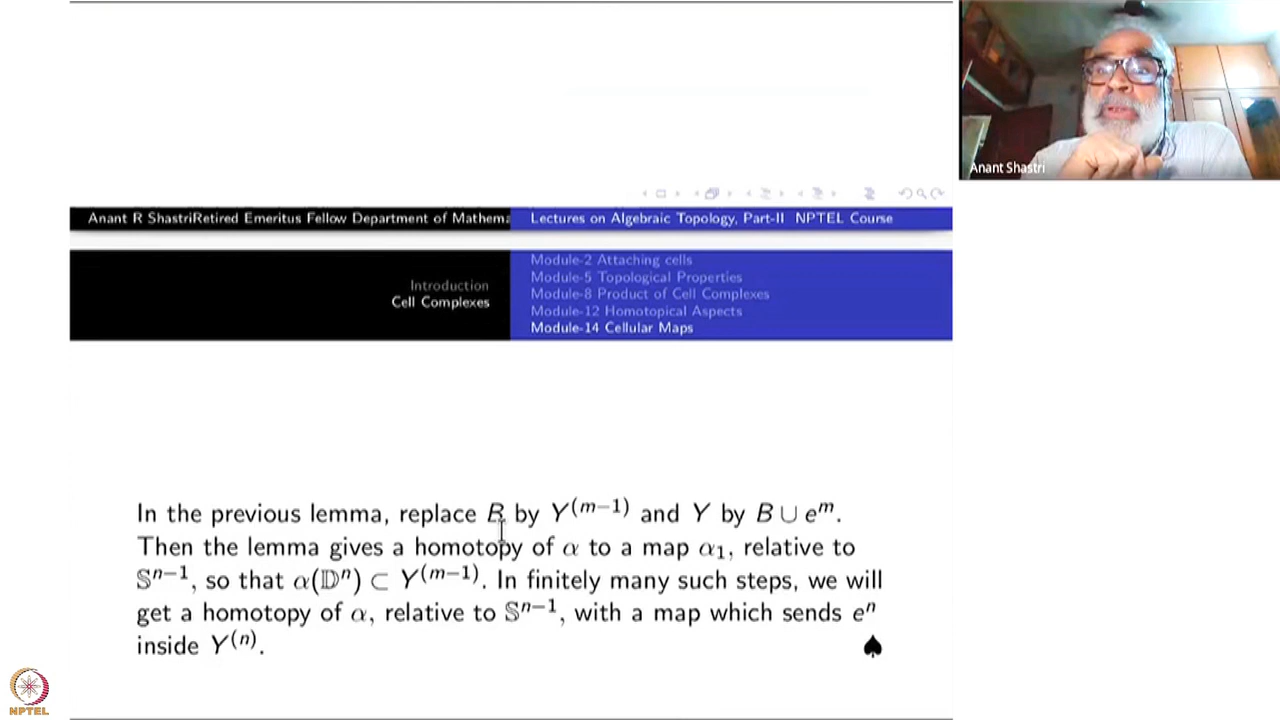 Anant Shastri
Anant R ShastriRetired Emeritus Fellow Department of Mathema
Lectures on Algebraic Topology, Part-II NPTEL Course
Introduction
Cell Complexes
Module-2 Attaching cells
Module-5 Topological Properties
Module-8 Product of Cell Complexes
Module-12 Homotopical Aspects
Module-14 Cellular Maps
In the previous lemma, replace B by Y^(m−1) and Y by B ∪ e^m.
Then the lemma gives a homotopy of α to a map α₁, relative to
𝕊^{n−1}, so that α(𝔻^n) ⊂ Y^(m−1). In finitely many such steps, we will
get a homotopy of α, relative to 𝕊^{n−1}, with a map which sends e^n
inside Y^(n). ♠
NPTEL